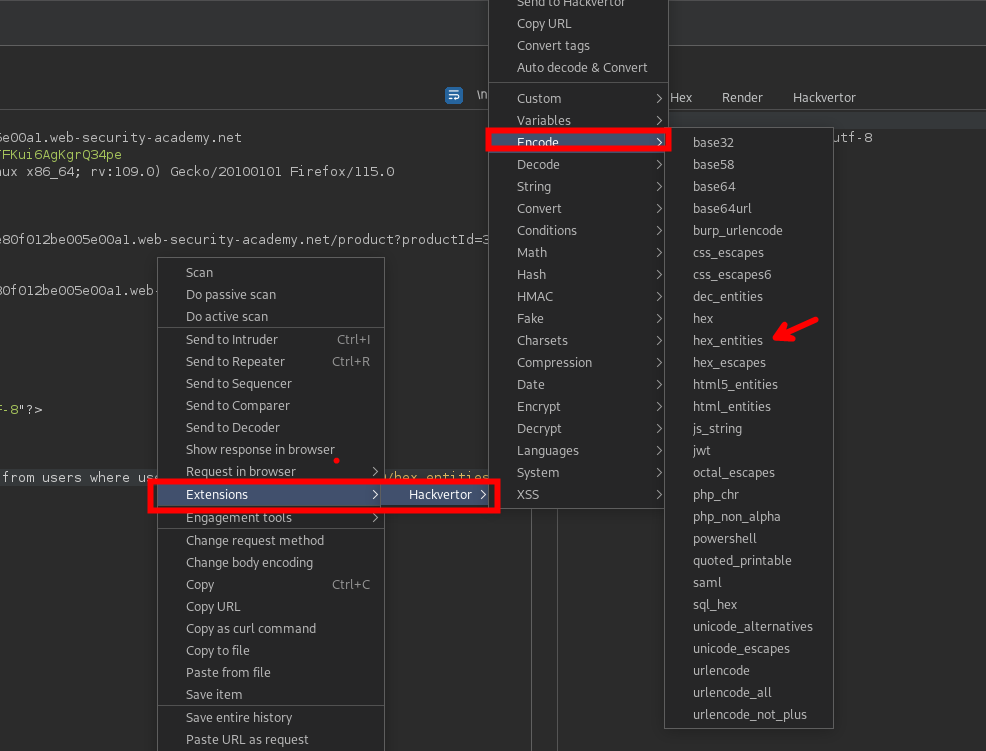 Send to Hackvertor
Copy URL
Convert tags
Auto decode & Convert
\n
Hex
Render
Hackvertor
Custom
Variables
Encode
Decode
String
Convert
Conditions
Math
Hash
HMAC
Fake
Charsets
Compression
Date
Encrypt
Decrypt
Languages
System
XSS
utf-8
base32
base58
base64
base64url
burp_urlencode
css_escapes
css_escapes6
dec_entities
hex
hex_entities
hex_escapes
html5_entities
html_entities
js_string
jwt
octal_escapes
php_chr
php_non_alpha
powershell
quoted_printable
saml
sql_hex
unicode_alternatives
unicode_escapes
urlencode
urlencode_all
urlencode_not_plus
5e00a1.web-security-academy.net
FKui6AgKgrQ34pe
nux x86_64; rv:109.0) Gecko/20100101 Firefox/115.0
e80f012be005e00a1.web-security-academy.net/product?productId=3
80f012be005e00a1.web-
f-8"?>
from users where use
/hex_entities
Scan
Do passive scan
Do active scan
Send to Intruder Ctrl+I
Send to Repeater Ctrl+R
Send to Sequencer
Send to Comparer
Send to Decoder
Show response in browser
Request in browser
Extensions
Hackvertor
Engagement tools
Change request method
Change body encoding
Copy Ctrl+C
Copy URL
Copy as curl command
Copy to file
Paste from file
Save item
Save entire history
Paste URL as request